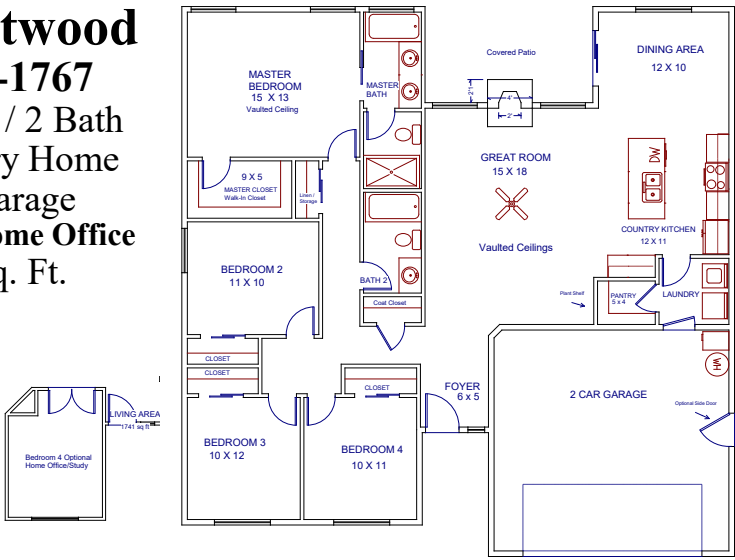 twood
-1767
/ 2 Bath
ry Home
arage
ome Office
q. Ft.
MASTER
BEDROOM
15 X 13
Vaulted Ceiling
MASTER
BATH
Covered Patio
2'1
4'
2'
DINING AREA
12 X 10
9 X 5
MASTER CLOSET
Walk-In Closet
Linen /
Storage
GREAT ROOM
15 X 18
Vaulted Ceilings
DW
COUNTRY KITCHEN
12 X 11
BEDROOM 2
11 X 10
BATH 2
Coat Closet
Plant Shelf
PANTRY
5 x 4
LAUNDRY
WH
CLOSET
CLOSET
CLOSET
FOYER
6 x 5
2 CAR GARAGE
Optional Side Door
BEDROOM 3
10 X 12
BEDROOM 4
10 X 11
LIVING AREA
1741 sq ft
Bedroom 4 Optional
Home Office/Study